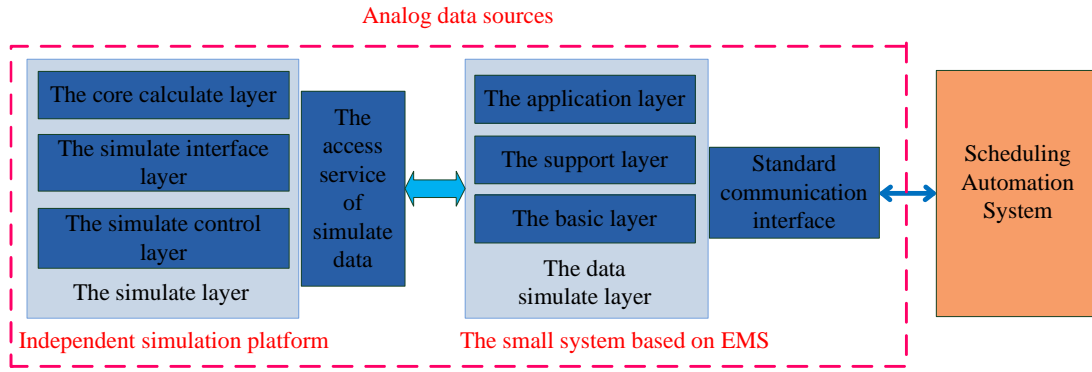 Analog data sources
The core calculate layer
The simulate interface
layer
The simulate control
layer
The simulate layer
The
access
service
of
simulate
data
Independent simulation platform
The application layer
The support layer
The basic layer
The data
simulate layer
Standard
communication
interface
The small system based on EMS
Scheduling
Automation
System